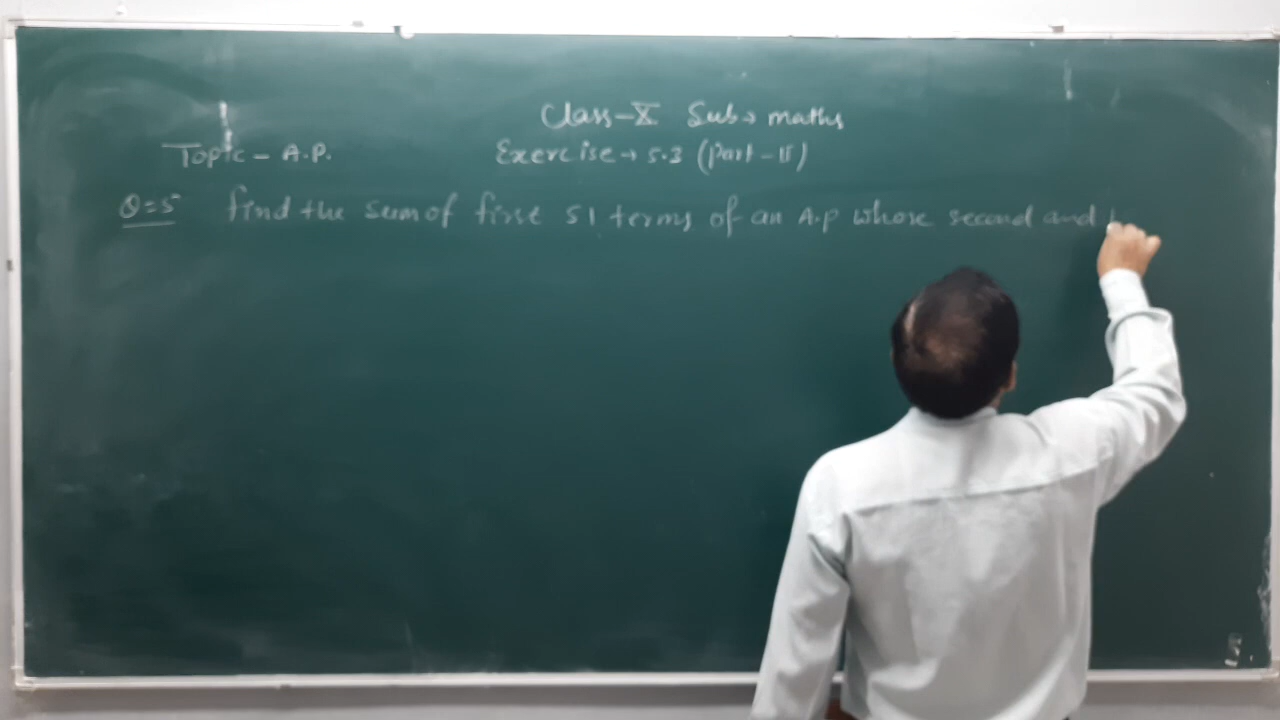 Class-X Sub→ maths
Topic - A.P. Exercise→ 5.3 (Part-II)
Q=5 find the sum of first 51 terms of an A.P whose second and